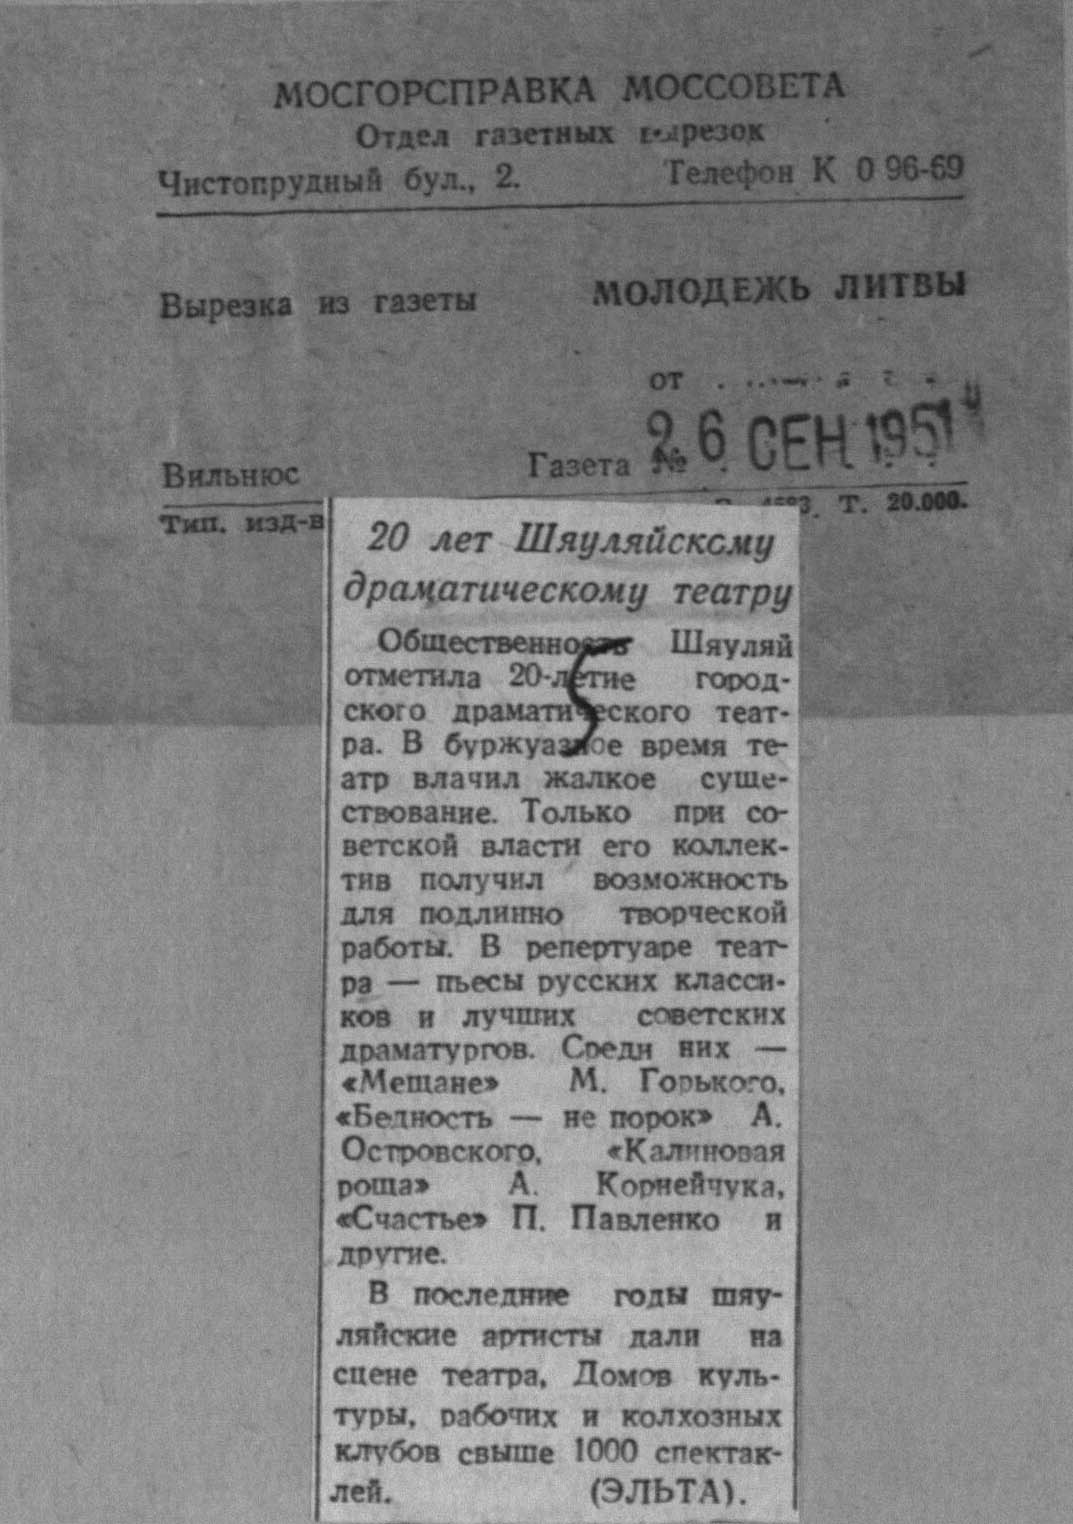 МОСГОРСПРАВКА МОССОВЕТА
Отдел газетных вырезок
Чистопрудный бул., 2. Телефон К 0 96-69
Вырезка из газеты МОЛОДЕЖЬ ЛИТВЫ
от
26 СЕН 1951
Вильнюс Газета №
Тип. изд-в Т. 20.000.
20 лет Шяуляйскому
драматическому театру
Общественность Шяуляй
отметила 20-летие город-
ского драматического теат-
ра. В буржуазное время те-
атр влачил жалкое суще-
ствование. Только при со-
ветской власти его коллек-
тив получил возможность
для подлинно творческой
работы. В репертуаре теат-
ра — пьесы русских класси-
ков и лучших советских
драматургов. Среди них —
«Мещане» М. Горького,
«Бедность — не порок» А.
Островского, «Калиновая
роща» А. Корнейчука,
«Счастье» П. Павленко и
другие.
В последние годы шяу-
ляйские артисты дали на
сцене театра, Домов куль-
туры, рабочих и колхозных
клубов свыше 1000 спектак-
лей. (ЭЛЬТА).